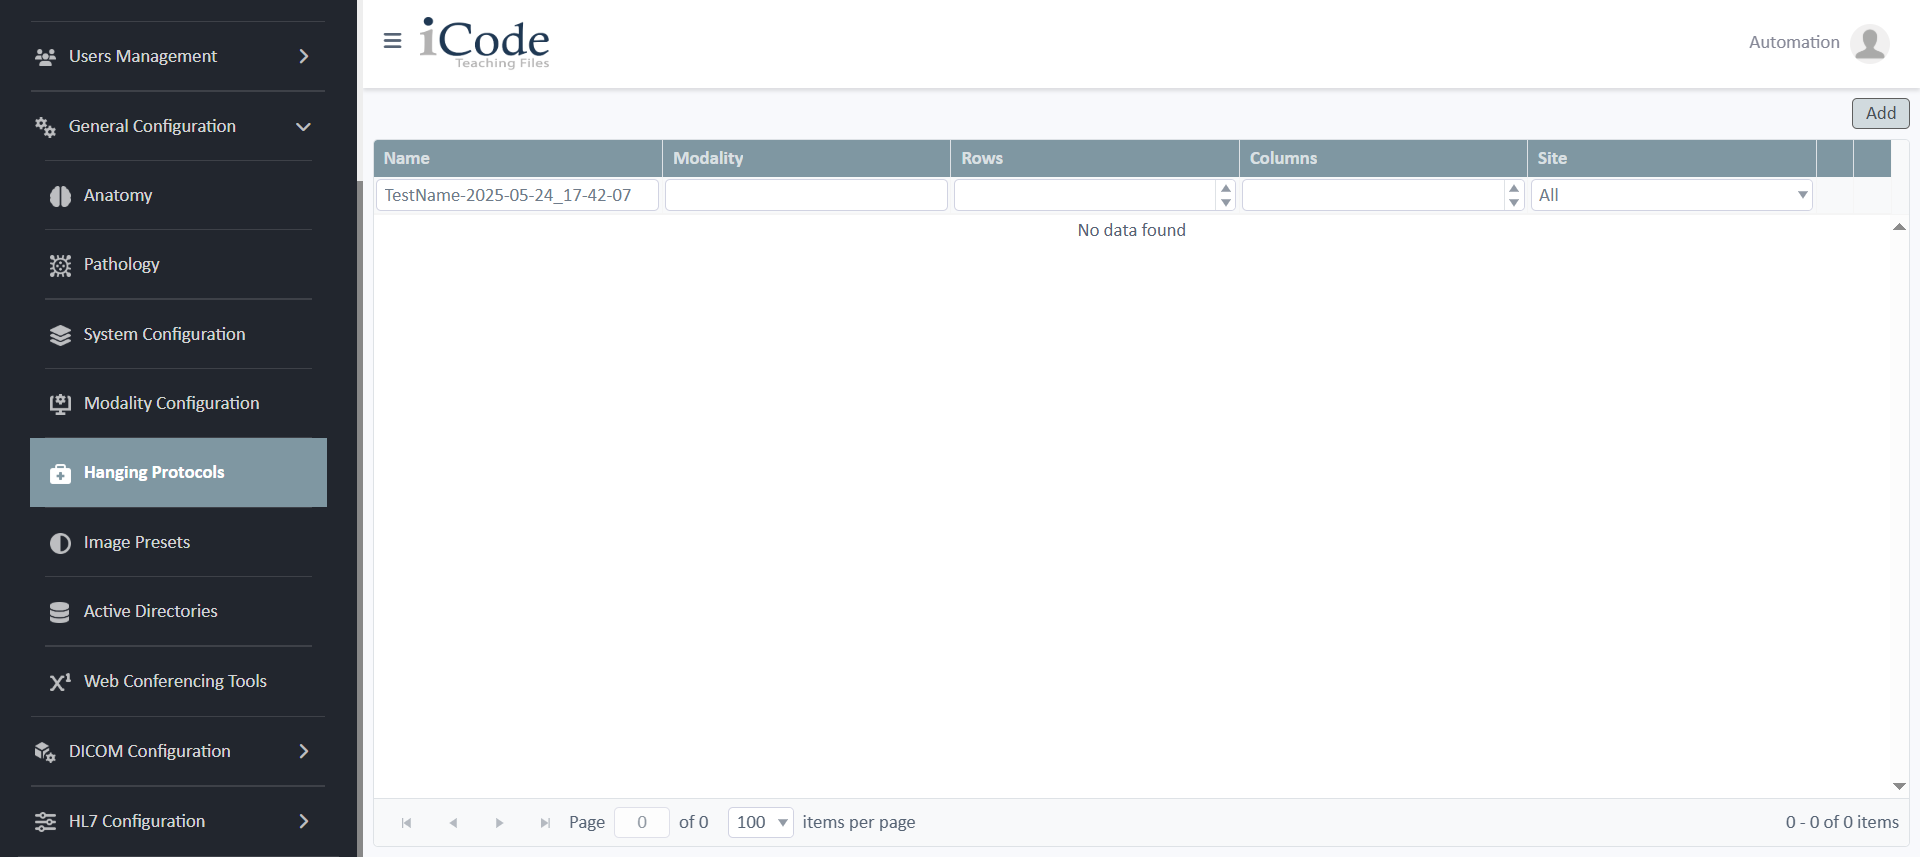 Users Management
General Configuration
Anatomy
Pathology
System Configuration
Modality Configuration
Hanging Protocols
Image Presets
Active Directories
Web Conferencing Tools
DICOM Configuration
HL7 Configuration
iCode
Teaching Files
Automation
Add
Name Modality Rows Columns Site
TestName-2025-05-24_17-42-07 All
No data found
Page 0 of 0 100 items per page 0 - 0 of 0 items